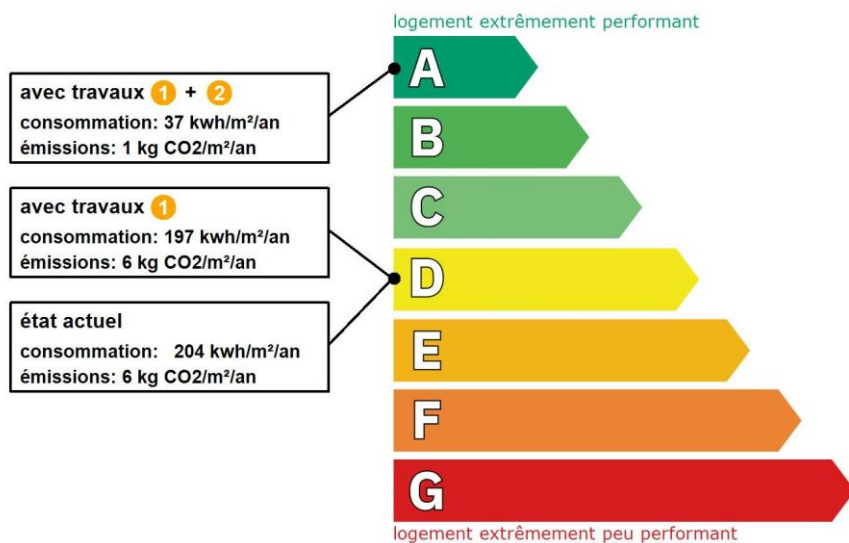 logement extrêmement performant
avec travaux 1 + 2
consommation: 37 kwh/m²/an
émissions: 1 kg CO2/m²/an
avec travaux 1
consommation: 197 kwh/m²/an
émissions: 6 kg CO2/m²/an
état actuel
consommation: 204 kwh/m²/an
émissions: 6 kg CO2/m²/an
A
B
C
D
E
F
G
logement extrêmement peu performant